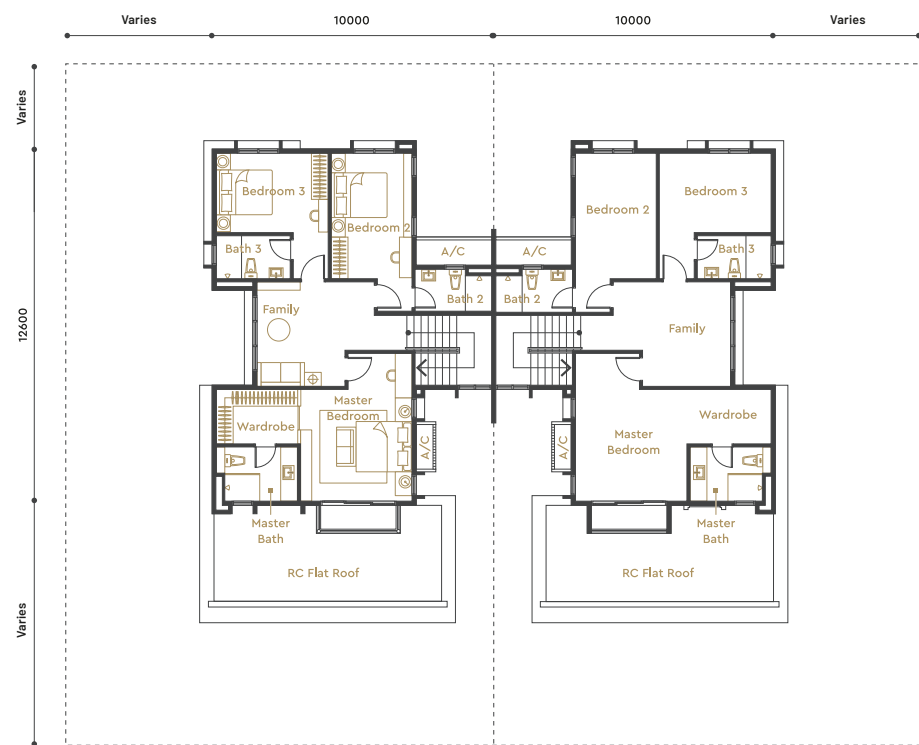 Varies 10000 10000 Varies
Varies
12600
Varies
Bedroom 3
Bedroom 2
Bath 3
A/C
Bath 2
Family
Master
Bedroom
Wardrobe
A/C
Master
Bath
RC Flat Roof
Bedroom 2
Bedroom 3
A/C
Bath 3
Bath 2
Family
Wardrobe
Master
Bedroom
A/C
Master
Bath
RC Flat Roof